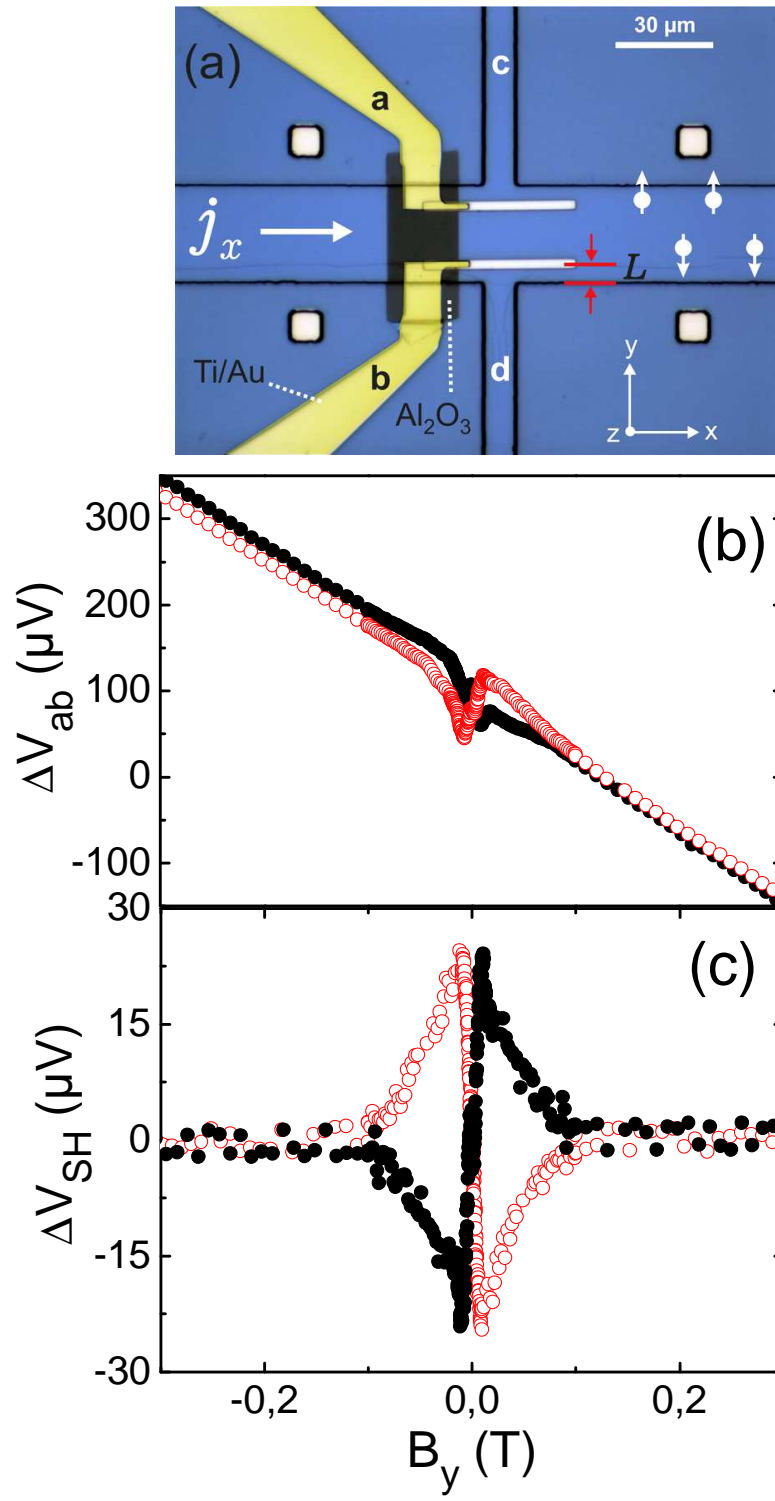 (a)
30 µm
a
c
j_x
L
b
d
Ti/Au
Al₂O₃
y
z
x
(b)
300
200
100
0
-100
ΔV_ab (µV)
(c)
30
15
0
-15
-30
ΔV_SH (µV)
-0,2
0,0
0,2
B_y (T)